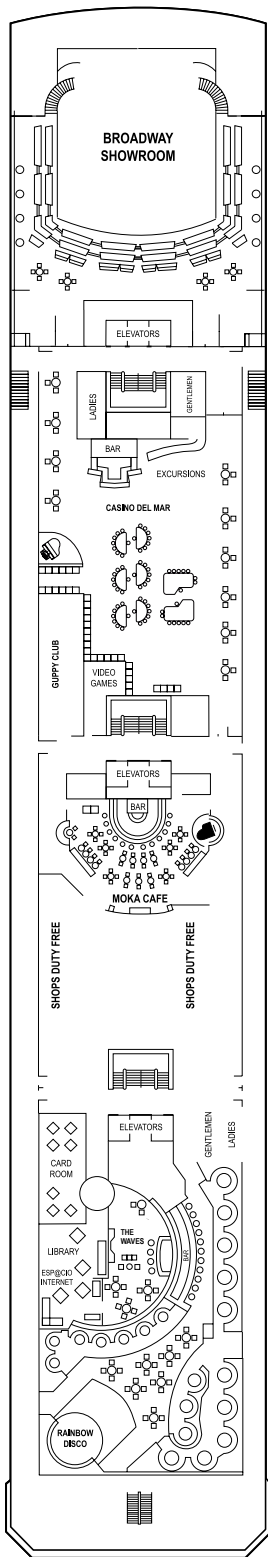 BROADWAY
SHOWROOM
ELEVATORS
LADIES
GENTLEMEN
BAR
EXCURSIONS
CASINO DEL MAR
GUPPY CLUB
VIDEO
GAMES
ELEVATORS
BAR
MOKA CAFE
SHOPS DUTY FREE
SHOPS DUTY FREE
ELEVATORS
GENTLEMEN
LADIES
CARD
ROOM
THE
WAVES
LIBRARY
BAR
ESP@CIO
INTERNET
RAINBOW
DISCO